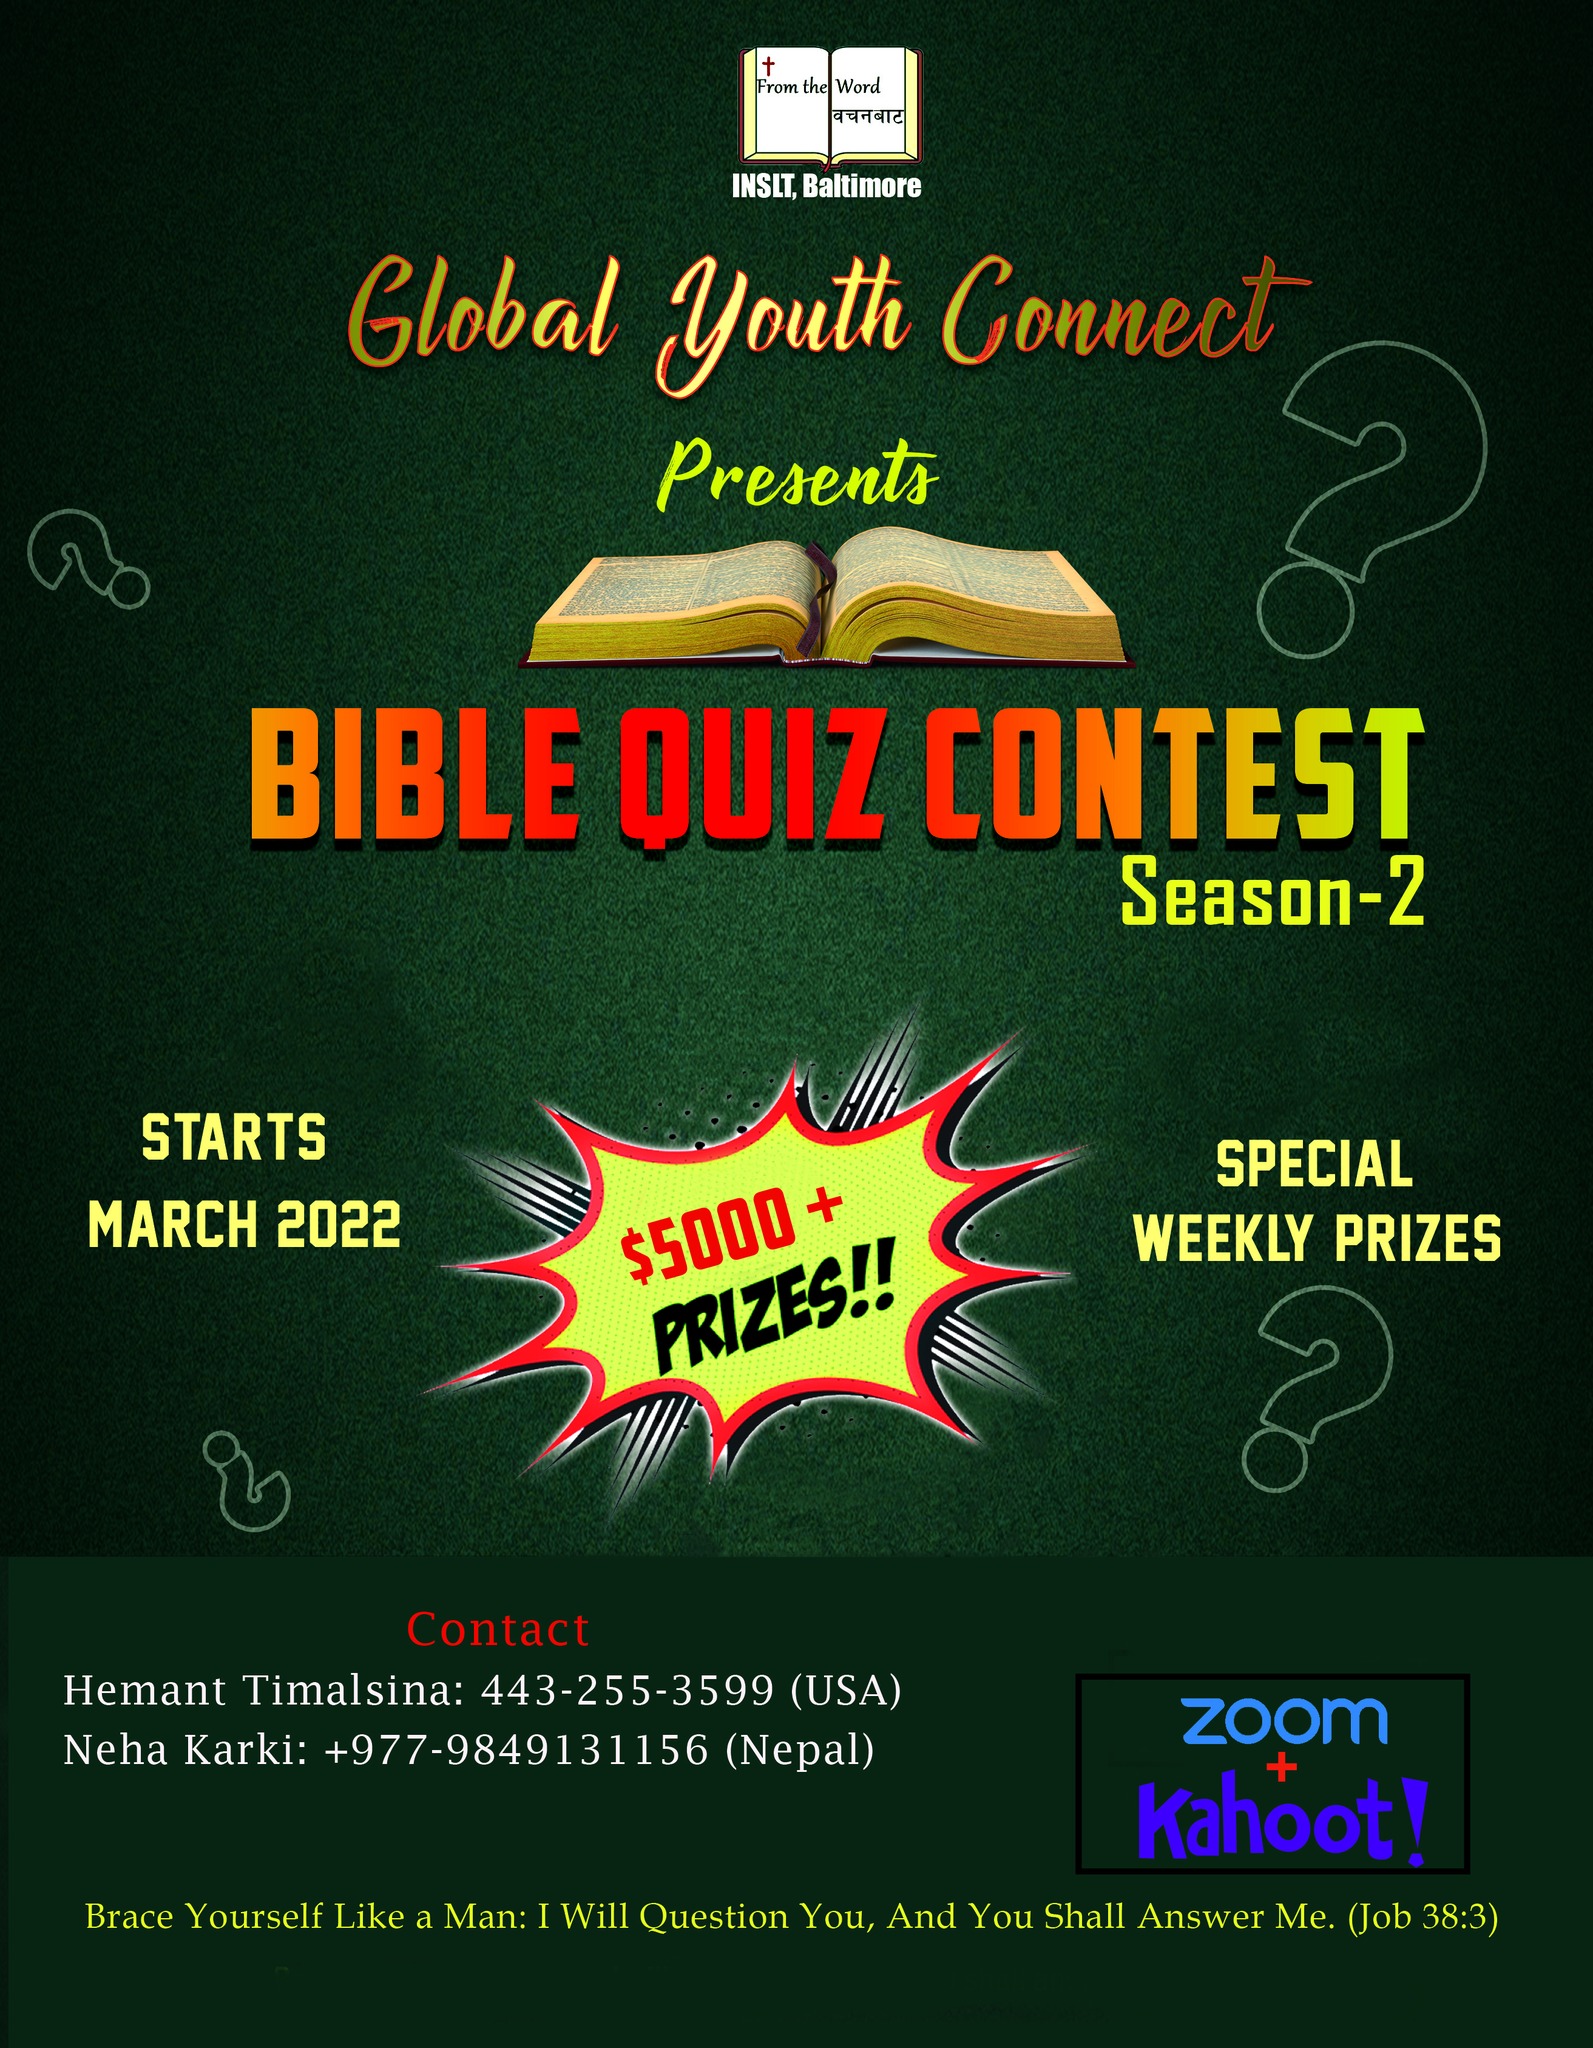 From the Word
वचनबाट
INSLT, Baltimore
Global Youth Connect
Presents
BIBLE QUIZ CONTEST
Season-2
STARTS
MARCH 2022
$5000 +
PRIZES!!
SPECIAL
WEEKLY PRIZES
Contact
Hemant Timalsina: 443-255-3599 (USA)
Neha Karki: +977-9849131156 (Nepal)
zoom
+
Kahoot!
Brace Yourself Like a Man: I Will Question You, And You Shall Answer Me. (Job 38:3)